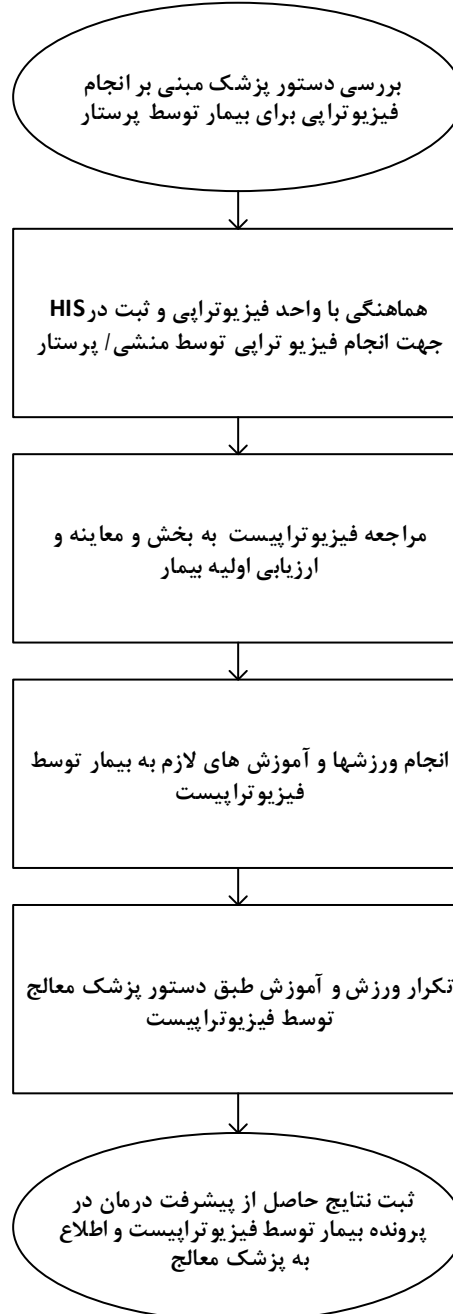 بررسی دستور پزشک مبنی بر انجام
فیزیوتراپی برای بیمار توسط پرستار
هماهنگی با واحد فیزیوتراپی و ثبت در HIS
جهت انجام فیزیو تراپی توسط منشی/ پرستار
مراجعه فیزیوتراپیست به بخش و معاینه و
ارزیابی اولیه بیمار
انجام ورزشها و آموزش های لازم به بیمار توسط
فیزیوتراپیست
تکرار ورزش و آموزش طبق دستور پزشک معالج
توسط فیزیوتراپیست
ثبت نتایج حاصل از پیشرفت درمان در
پرونده بیمار توسط فیزیوتراپیست و اطلاع
به پزشک معالج